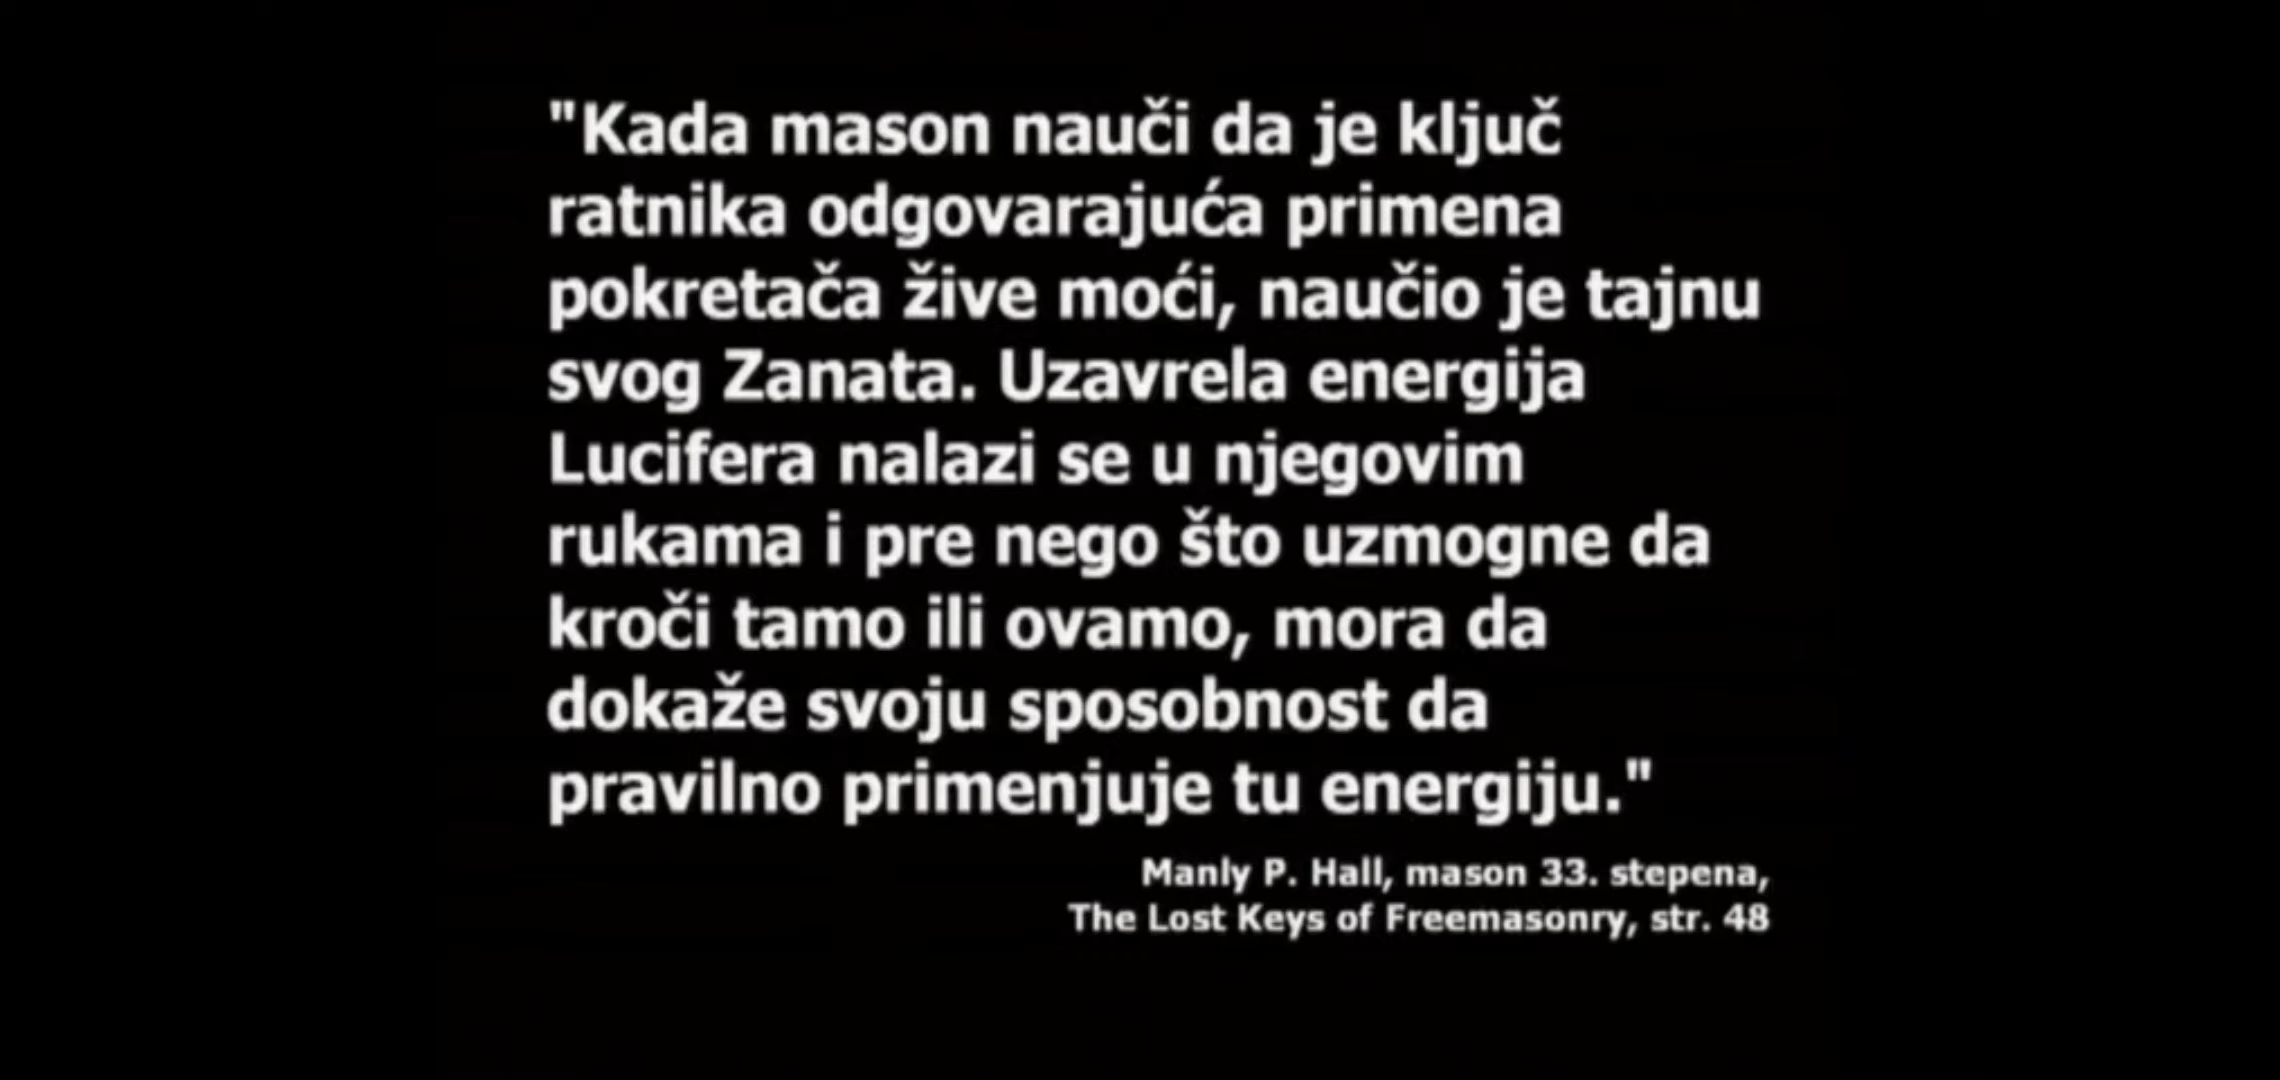 "Kada mason nauči da je ključ
ratnika odgovarajuća primena
pokretača žive moći, naučio je tajnu
svog Zanata. Uzavrela energija
Lucifera nalazi se u njegovim
rukama i pre nego što uzmogne da
kroči tamo ili ovamo, mora da
dokaže svoju sposobnost da
pravilno primenjuje tu energiju."
Manly P. Hall, mason 33. stepena,
The Lost Keys of Freemasonry, str. 48